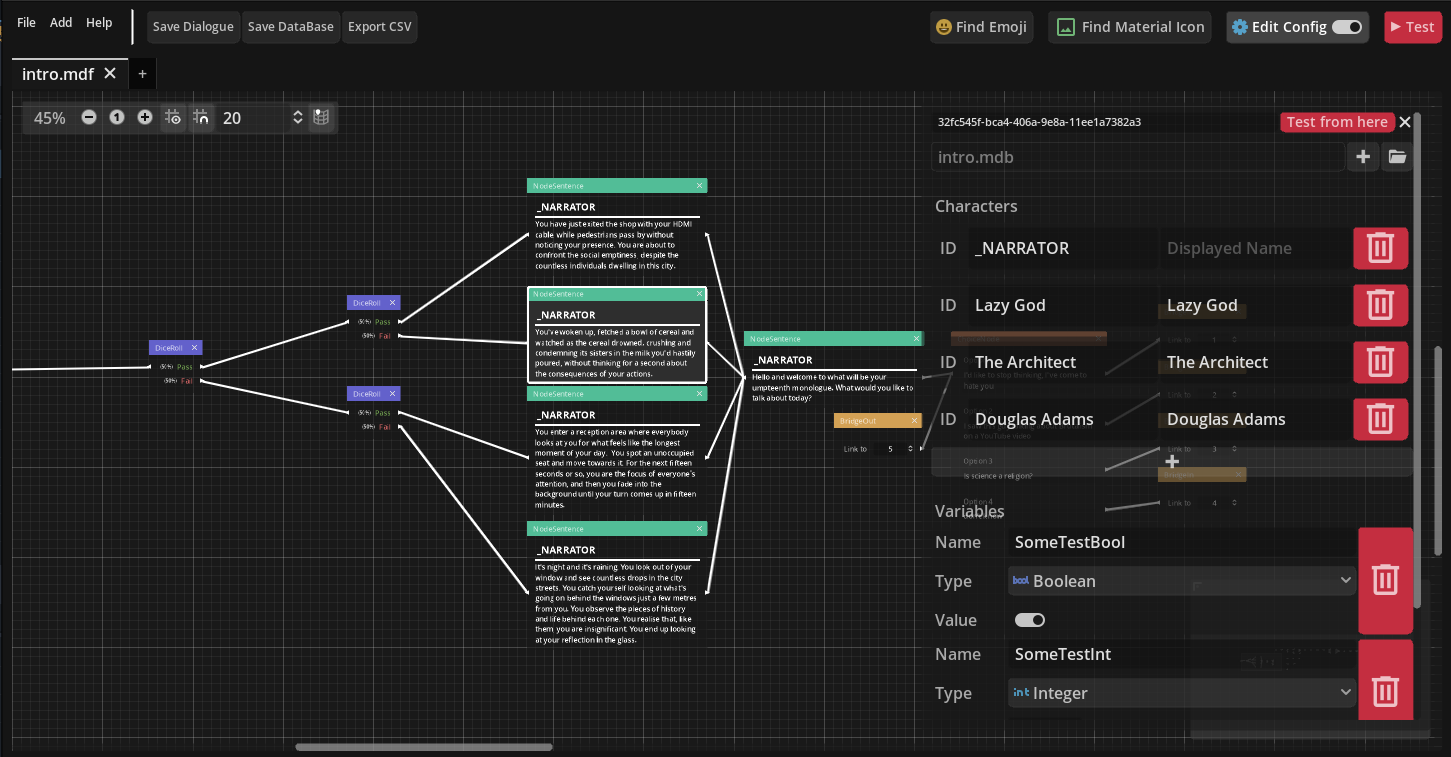 File Add Help
Save Dialogue Save DataBase Export CSV
Find Emoji Find Material Icon Edit Config Test
intro.mdf
45% 1 20
NodeSentence
_NARRATOR
You have just exited the shop with your HDMI
cable while pedestrians pass by without
noticing your presence. You are about to
confront the social emptiness despite the
countless individuals dwelling in this city.
DiceRoll
(50%) Pass
(50%) Fail
DiceRoll
(50%) Pass
(50%) Fail
DiceRoll
(50%) Pass
(50%) Fail
NodeSentence
_NARRATOR
You've woken up, fetched a bowl of cereal and
watched as the cereal drowned, crushing and
condemning its sisters in the milk you'd hastily
poured, without thinking for a second about
the consequences of your actions.
NodeSentence
_NARRATOR
You enter a reception area where everybody
looks at you for what feels like the longest
moment of your day. You spot an unoccupied
seat and move towards it. For the next fifteen
seconds or so, you are the focus of everyone's
attention, and then you fade into the
background until your turn comes up in fifteen
minutes.
NodeSentence
_NARRATOR
It's night and it's raining. You look out of your
window and see countless drops in the city
streets. You catch yourself looking at what's
going on behind the windows just a few metres
from you. You observe the pieces of history
and life behind each one. You realise that, like
them, you are insignificant. You end up looking
at your reflection in the glass.
NodeSentence
_NARRATOR
Hello and welcome to what will be your
umpteenth monologue. What would you like to
talk about today?
BridgeOut
Link to 5
32fc545f-bca4-406a-9e8a-11ee1a7382a3
Test from here
intro.mdb
Characters
ID _NARRATOR Displayed Name
ID Lazy God Lazy God
Link to 1
hate you.
ID The Architect The Architect
Link to 2
ID Douglas Adams Douglas Adams
on a YouTube video.
Option 3
Link to 3
Is science a religion?
BridgeIn
Option 4
Link to 4
Variables
Name SomeTestBool
Type bool Boolean
Value
Name SomeTestInt
Type int Integer